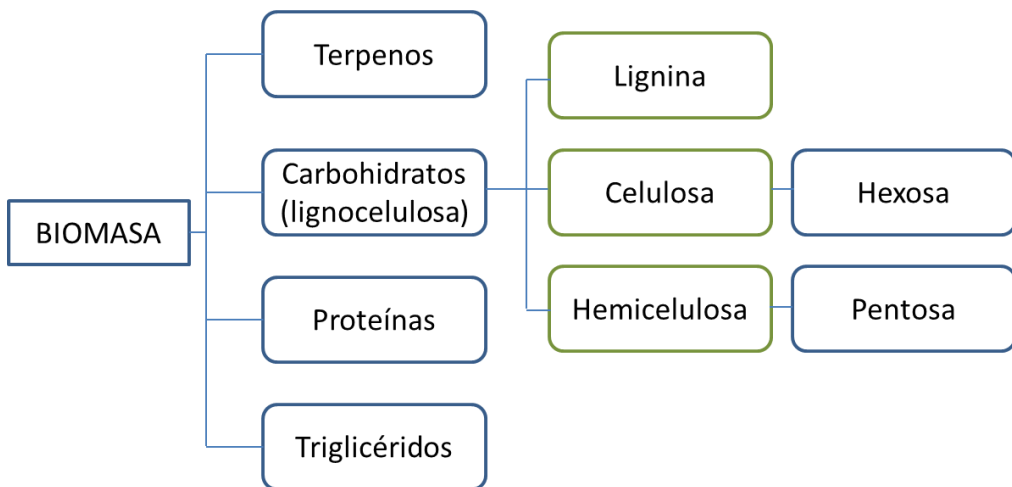 BIOMASA
Terpenos
Carbohidratos
(lignocelulosa)
Proteínas
Triglicéridos
Lignina
Celulosa
Hemicelulosa
Hexosa
Pentosa